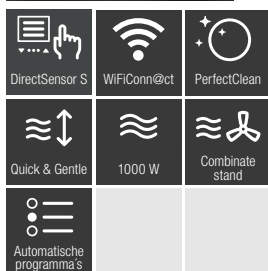 DirectSensor S
WiFiConn@ct
PerfectClean
Quick & Gentle
1000 W
Combinate
stand
Automatische
programma´s